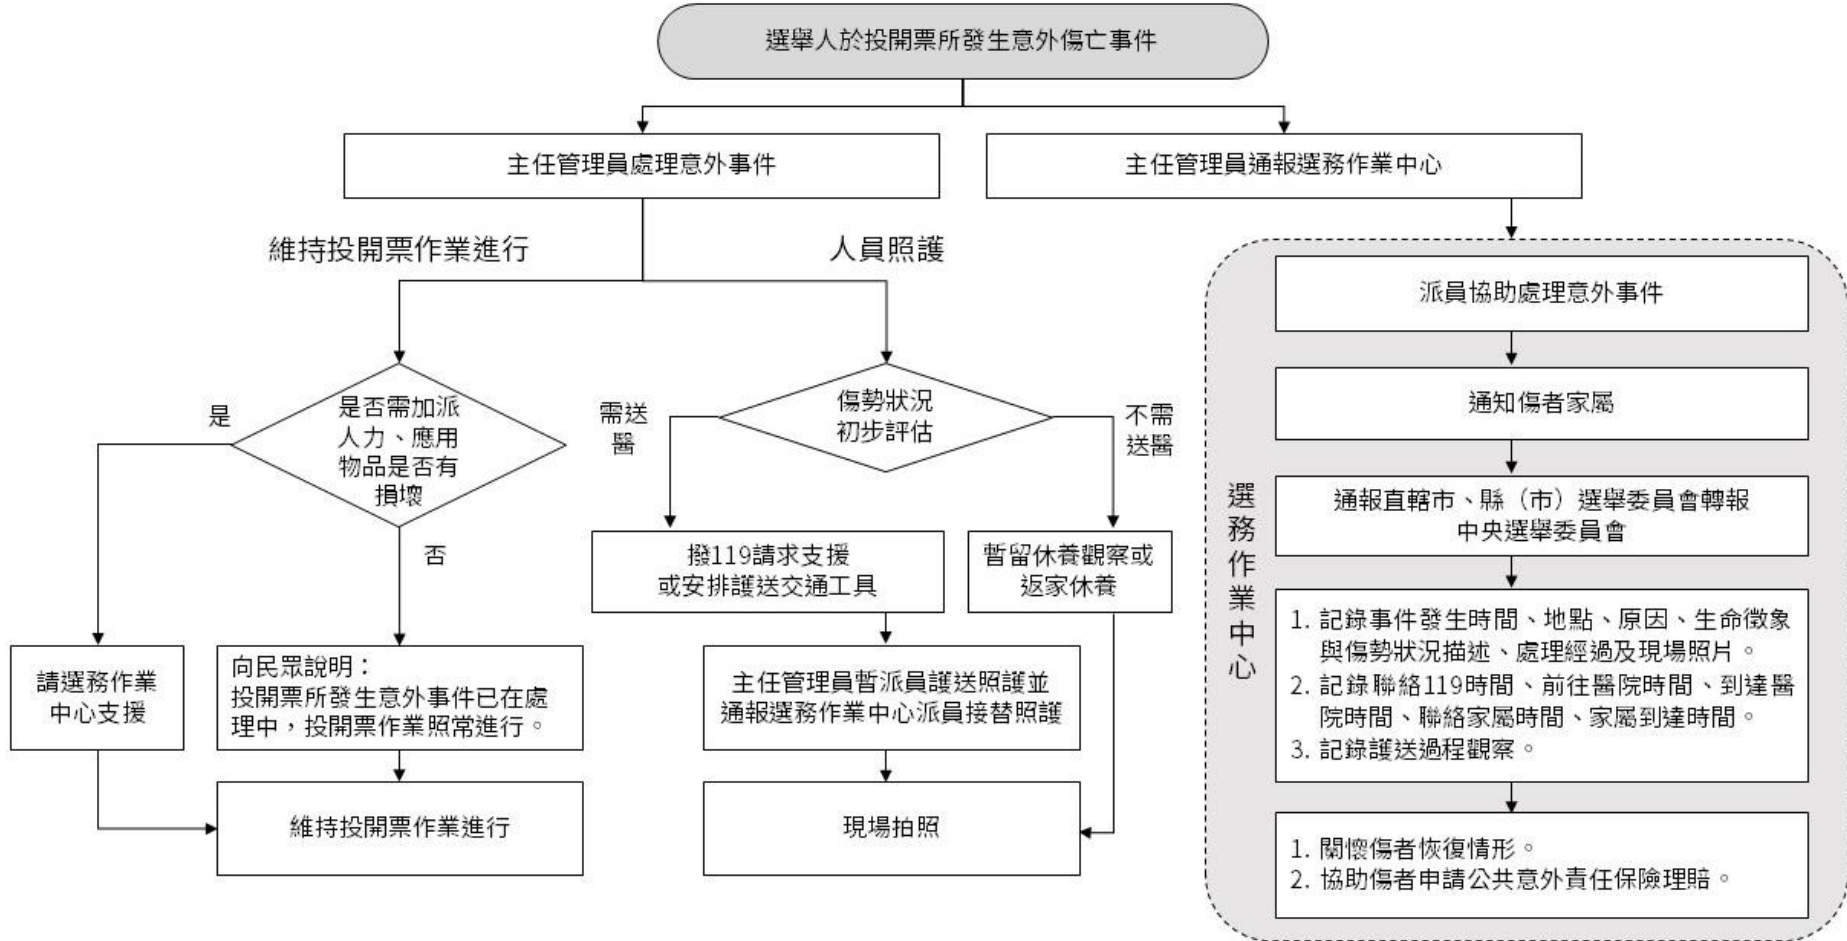 選舉人於投開票所發生意外傷亡事件
主任管理員處理意外事件
主任管理員通報選務作業中心
維持投開票作業進行
人員照護
是否需加派
人力、應用
物品是否有
損壞
是
否
請選務作業
中心支援
向民眾說明：
投開票所發生意外事件已在處
理中，投開票作業照常進行。
維持投開票作業進行
傷勢狀況
初步評估
需送
醫
不需
送醫
撥119請求支援
或安排護送交通工具
暫留休養觀察或
返家休養
主任管理員暫派員護送照護並
通報選務作業中心派員接替照護
現場拍照
選務作業中心
派員協助處理意外事件
通知傷者家屬
通報直轄市、縣（市）選舉委員會轉報
中央選舉委員會
1. 記錄事件發生時間、地點、原因、生命徵象
與傷勢狀況描述、處理經過及現場照片。
2. 記錄聯絡119時間、前往醫院時間、到達醫
院時間、聯絡家屬時間、家屬到達時間。
3. 記錄護送過程觀察。
1. 關懷傷者恢復情形。
2. 協助傷者申請公共意外責任保險理賠。